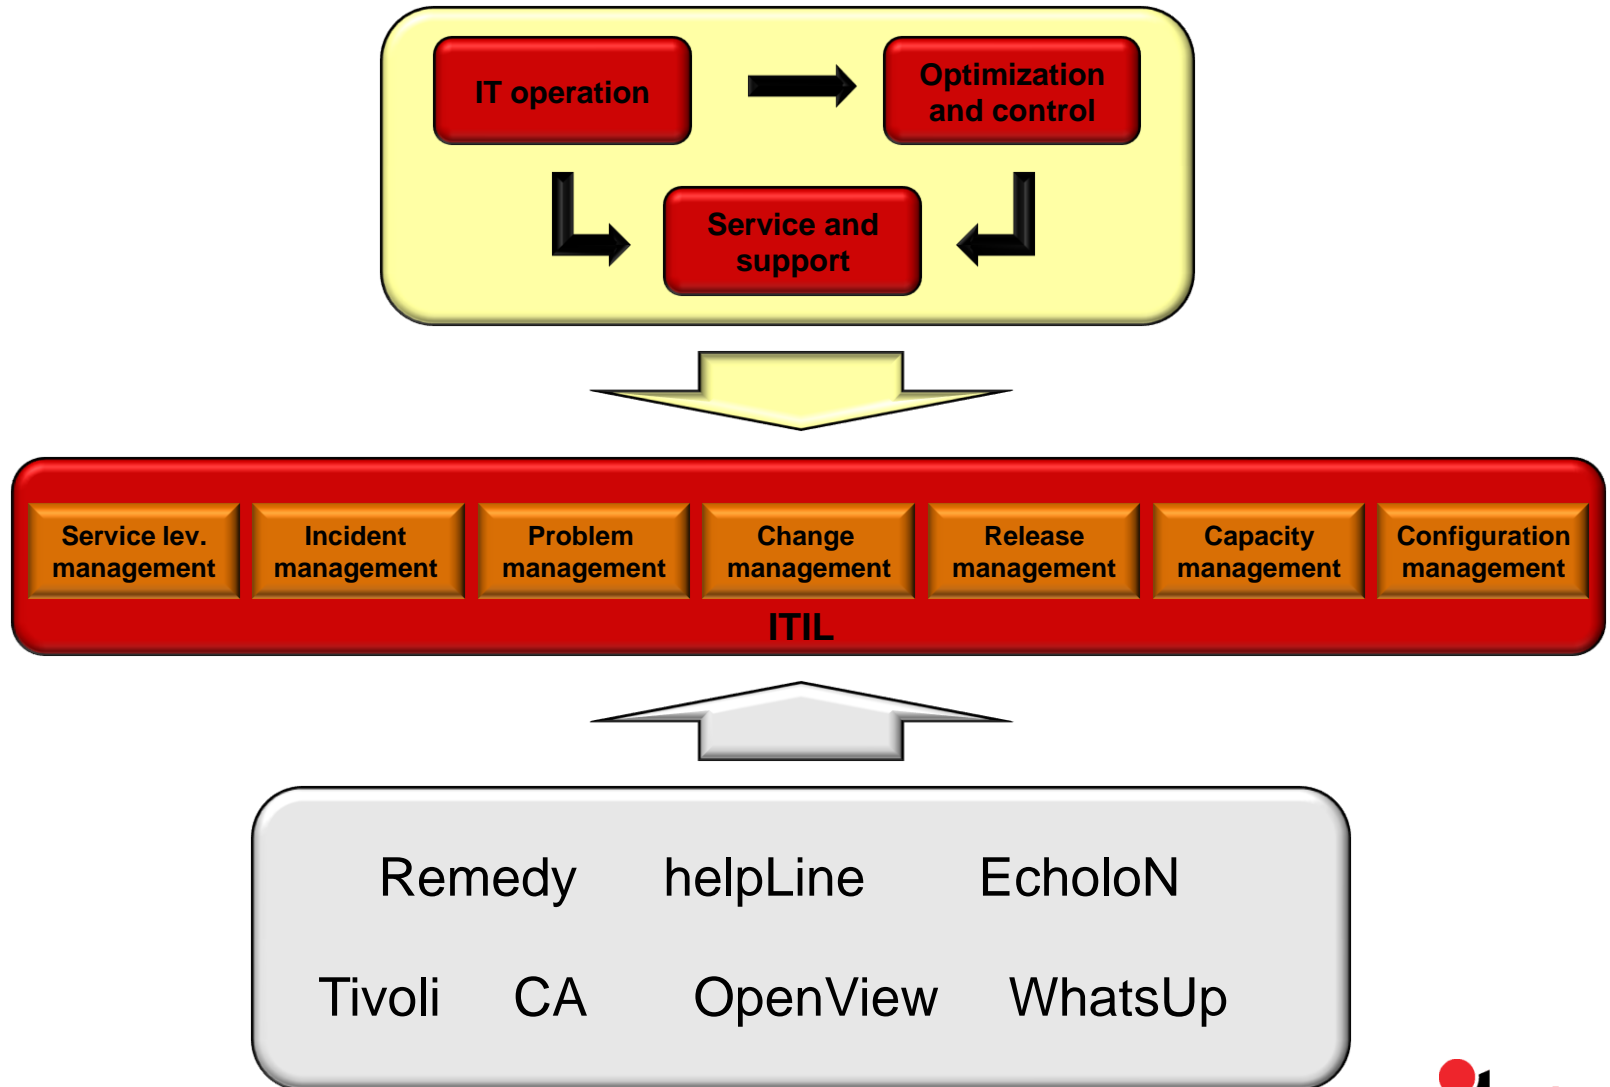 IT operation
Optimization
and control
Service and
support
Service lev.
management
Incident
management
Problem
management
Change
management
Release
management
Capacity
management
Configuration
management
ITIL
Remedy helpLine EcholoN
Tivoli CA OpenView WhatsUp